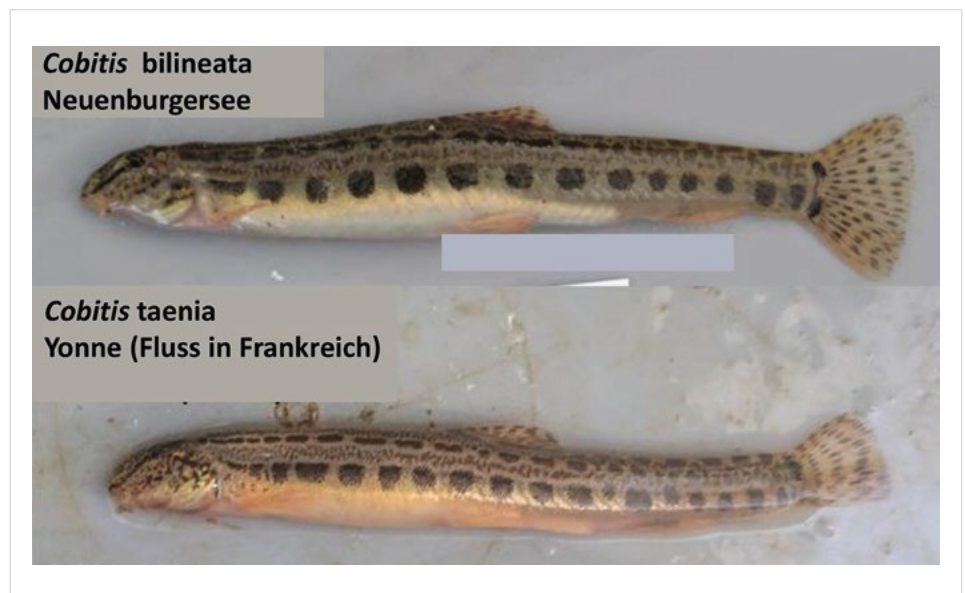 Cobitis bilineata
Neuenburgersee
Cobitis taenia
Yonne (Fluss in Frankreich)